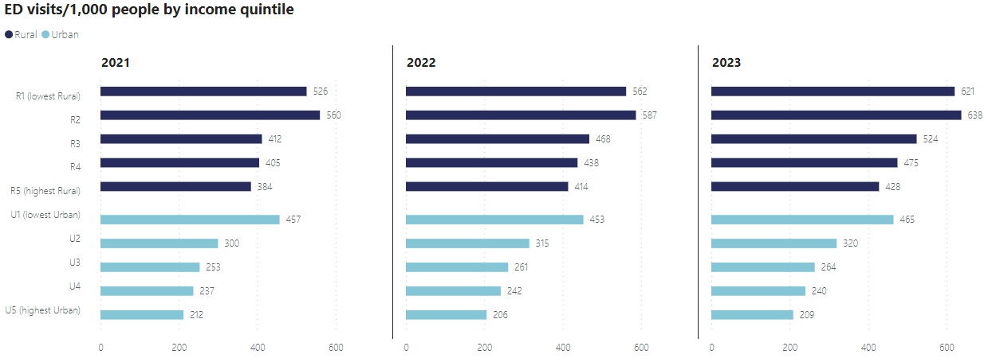 ED visits/1,000 people by income quintile
Rural Urban
2021 2022 2023
R1 (lowest Rural) 526 562 621
R2 560 587 638
R3 412 468 524
R4 405 438 475
R5 (highest Rural) 384 414 428
U1 (lowest Urban) 457 453 465
U2 300 315 320
U3 253 261 264
U4 237 242 240
U5 (highest Urban) 212 206 209
0 200 400 600 0 200 400 600 0 200 400 600